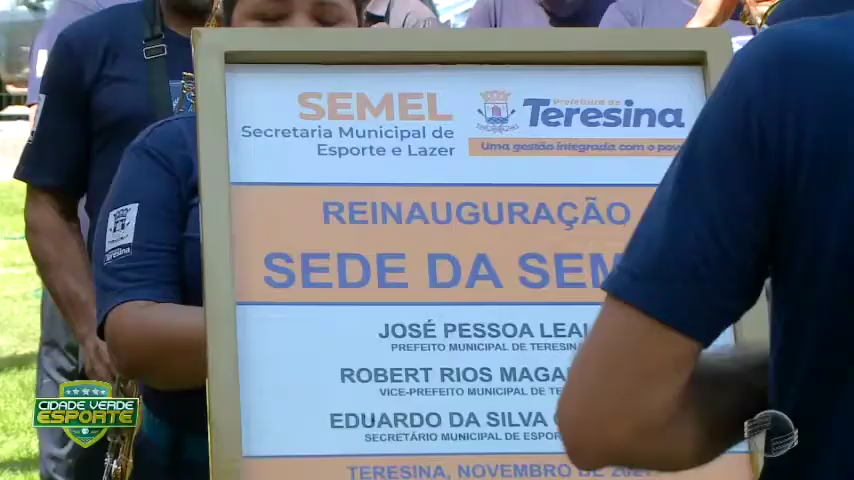 SEMEL
Secretaria Municipal de
Esporte e Lazer
Prefeitura de
Teresina
Uma gestão integrada com o povo
REINAUGURAÇÃO
SEDE DA SEM
JOSÉ PESSOA LEAL
PREFEITO MUNICIPAL DE TERESINA
ROBERT RIOS MAGA
VICE-PREFEITO MUNICIPAL DE TE
EDUARDO DA SILVA
SECRETÁRIO MUNICIPAL DE ESPOR
TERESINA, NOVEMBRO DE
Teresina
CIDADE VERDE
ESPORTE